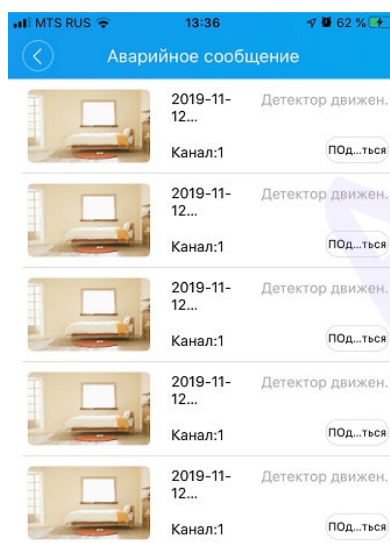 MTS RUS 13:36 62 %
Аварийное сообщение
2019-11- Детектор движен.
12...
Канал:1 ПОд...ться
2019-11- Детектор движен.
12...
Канал:1 ПОд...ться
2019-11- Детектор движен.
12...
Канал:1 ПОд...ться
2019-11- Детектор движен.
12...
Канал:1 ПОд...ться
2019-11- Детектор движен.
12...
Канал:1 ПОд...ться